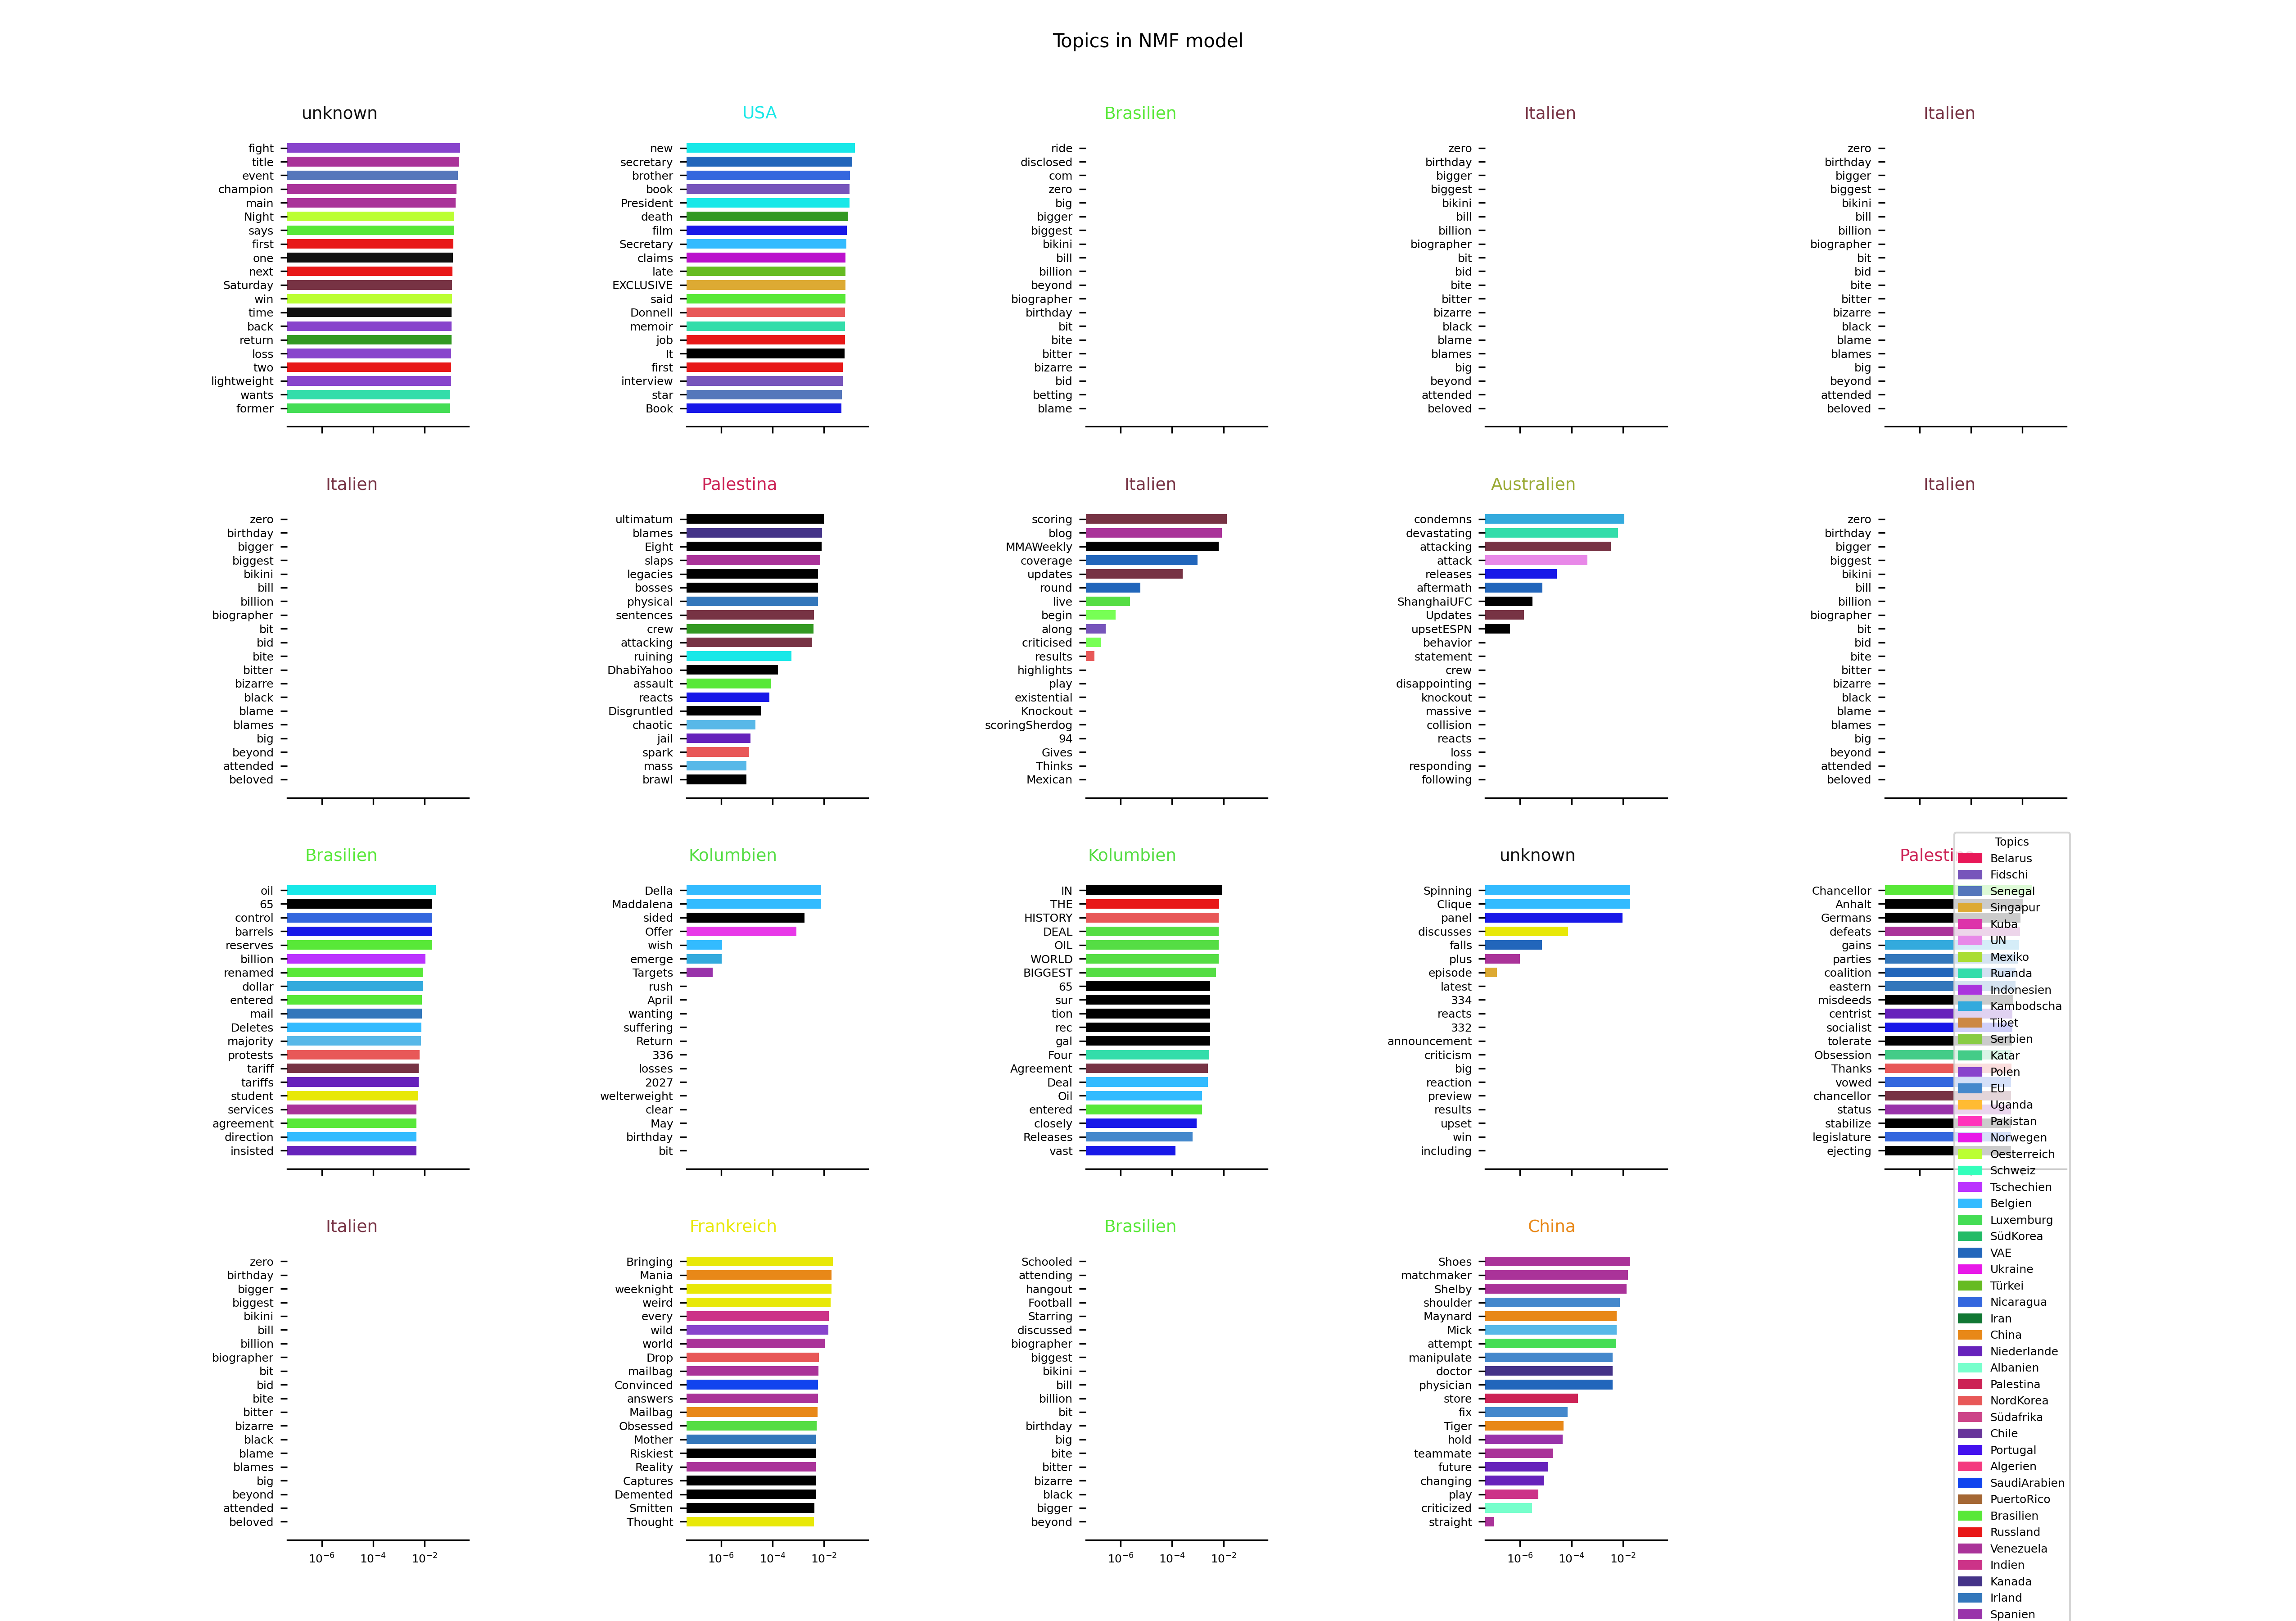 Topics in NMF model
unknown
fight
title
event
champion
main
Night
says
first
one
next
Saturday
win
time
back
return
loss
two
lightweight
wants
former
USA
new
secretary
brother
book
President
death
film
Secretary
claims
late
EXCLUSIVE
said
Donnell
memoir
job
It
first
interview
star
Book
Brasilien
ride
disclosed
com
zero
big
bigger
biggest
bikini
bill
billion
beyond
biographer
birthday
bit
bite
bitter
bizarre
bid
betting
blame
Italien
zero
birthday
bigger
biggest
bikini
bill
billion
biographer
bit
bid
bite
bitter
bizarre
black
blame
blames
big
beyond
attended
beloved
Italien
zero
birthday
bigger
biggest
bikini
bill
billion
biographer
bit
bid
bite
bitter
bizarre
black
blame
blames
big
beyond
attended
beloved
Italien
zero
birthday
bigger
biggest
bikini
bill
billion
biographer
bit
bid
bite
bitter
bizarre
black
blame
blames
big
beyond
attended
beloved
Palestina
ultimatum
blames
Eight
slaps
legacies
bosses
physical
sentences
crew
attacking
ruining
DhabiYahoo
assault
reacts
Disgruntled
chaotic
jail
spark
mass
brawl
Italien
scoring
blog
MMAWeekly
coverage
updates
round
live
begin
along
criticised
results
highlights
play
existential
Knockout
scoringSherdog
94
Gives
Thinks
Mexican
Australien
condemns
devastating
attacking
attack
releases
aftermath
ShanghaiUFC
Updates
upsetESPN
behavior
statement
crew
disappointing
knockout
massive
collision
reacts
loss
responding
following
Italien
zero
birthday
bigger
biggest
bikini
bill
billion
biographer
bit
bid
bite
bitter
bizarre
black
blame
blames
big
beyond
attended
beloved
Brasilien
oil
65
control
barrels
reserves
billion
renamed
dollar
entered
mail
Deletes
majority
protests
tariff
tariffs
student
services
agreement
direction
insisted
Kolumbien
Della
Maddalena
sided
Offer
wish
emerge
Targets
rush
April
wanting
suffering
Return
336
losses
2027
welterweight
clear
May
birthday
bit
Kolumbien
IN
THE
HISTORY
DEAL
OIL
WORLD
BIGGEST
65
sur
tion
rec
gal
Four
Agreement
Deal
Oil
entered
closely
Releases
vast
unknown
Spinning
Clique
panel
discusses
falls
plus
episode
latest
334
reacts
332
announcement
criticism
big
reaction
preview
results
upset
win
including
Palestina
Chancellor
Anhalt
Germans
defeats
gains
parties
coalition
eastern
misdeeds
centrist
socialist
tolerate
Obsession
Thanks
vowed
chancellor
status
stabilize
legislature
ejecting
Italien
zero
birthday
bigger
biggest
bikini
bill
billion
biographer
bit
bid
bite
bitter
bizarre
black
blame
blames
big
beyond
attended
beloved
10⁻⁶ 10⁻⁴ 10⁻²
Frankreich
Bringing
Mania
weeknight
weird
every
wild
world
Drop
mailbag
Convinced
answers
Mailbag
Obsessed
Mother
Riskiest
Reality
Captures
Demented
Smitten
Thought
10⁻⁶ 10⁻⁴ 10⁻²
Brasilien
Schooled
attending
hangout
Football
Starring
discussed
biographer
biggest
bikini
bill
billion
bit
birthday
big
bite
bitter
bizarre
black
bigger
beyond
10⁻⁶ 10⁻⁴ 10⁻²
China
Shoes
matchmaker
Shelby
shoulder
Maynard
Mick
attempt
manipulate
doctor
physician
store
fix
Tiger
hold
teammate
future
changing
play
criticized
straight
10⁻⁶ 10⁻⁴ 10⁻²
Topics
Belarus
Fidschi
Senegal
Singapur
Kuba
UN
Mexiko
Ruanda
Indonesien
Kambodscha
Tibet
Serbien
Katar
Polen
EU
Uganda
Pakistan
Norwegen
Oesterreich
Schweiz
Tschechien
Belgien
Luxemburg
SüdKorea
VAE
Ukraine
Türkei
Nicaragua
Iran
China
Niederlande
Albanien
Palestina
NordKorea
Südafrika
Chile
Portugal
Algerien
SaudiArabien
PuertoRico
Brasilien
Russland
Venezuela
Indien
Kanada
Irland
Spanien